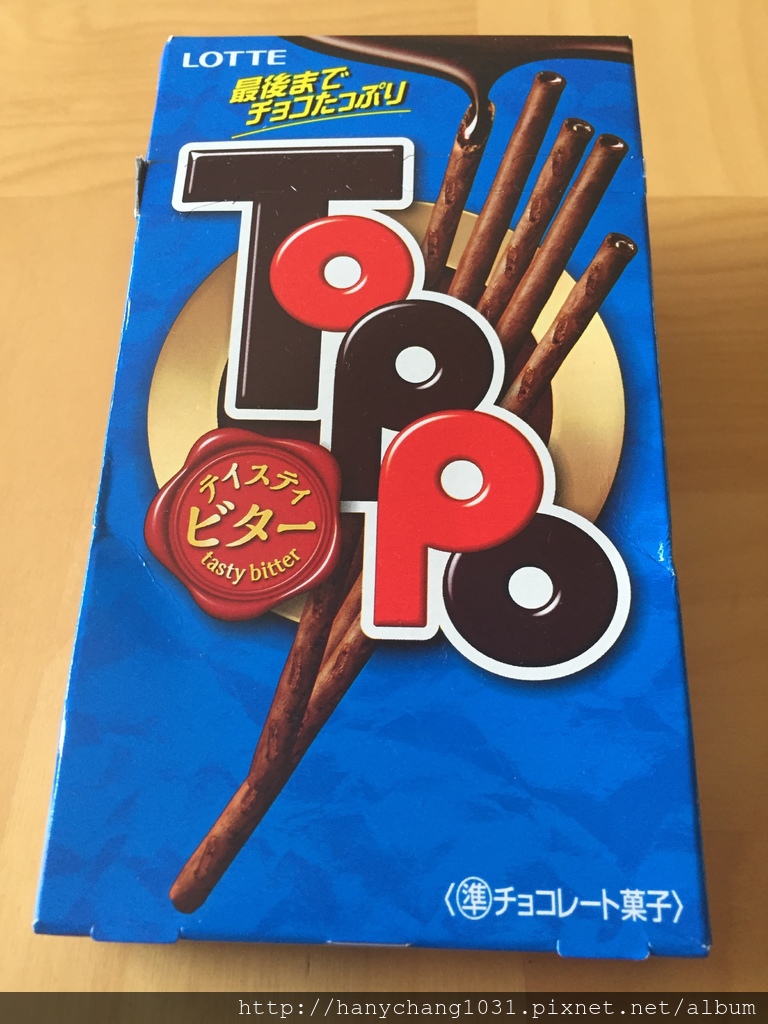 LOTTE
最後まで
チョコたっぷり
Toppo
テイスティ
ビター
tasty bitter
〈準チョコレート菓子〉
http://hanychang1031.pixnet.net/album